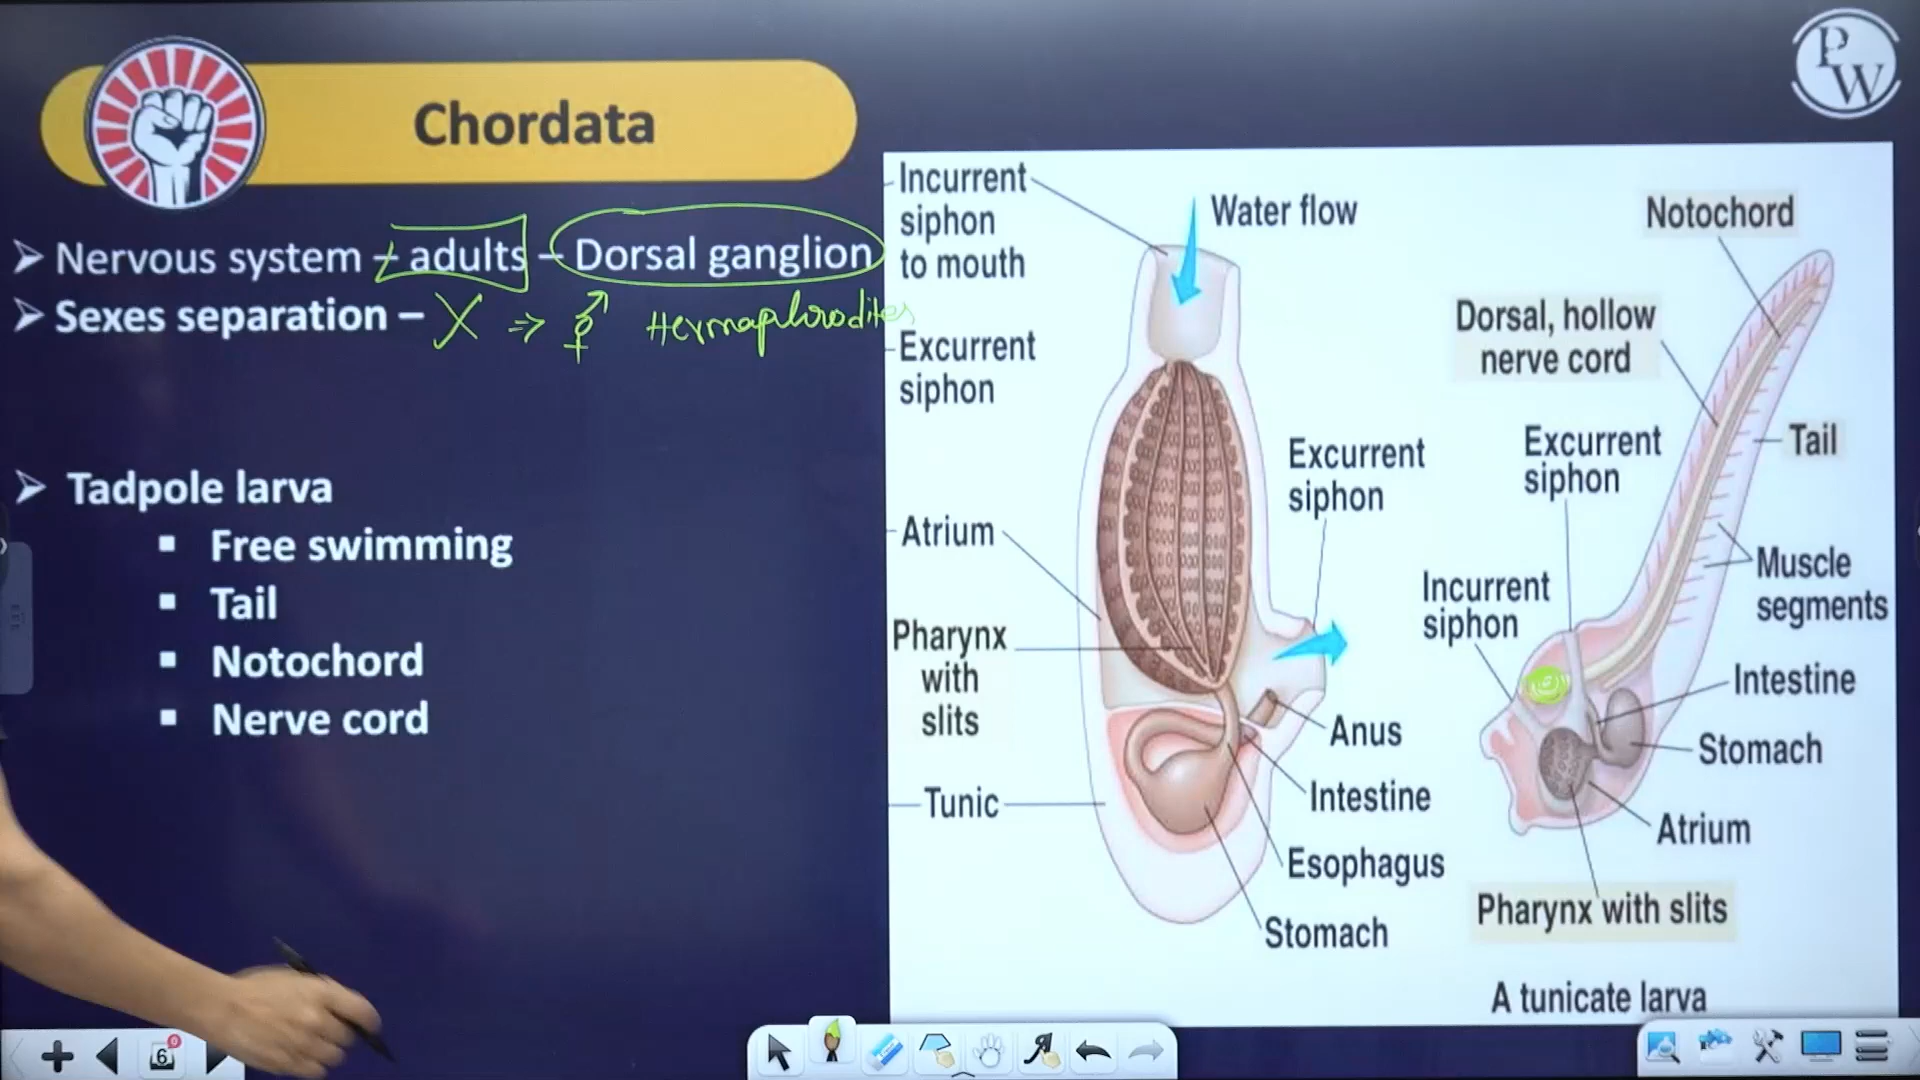 PW
Chordata
➤ Nervous system – adults – Dorsal ganglion
➤ Sexes separation – X ⇒ ⚥ Hermaphrodites
➤ Tadpole larva
▪ Free swimming
▪ Tail
▪ Notochord
▪ Nerve cord
Incurrent
siphon
to mouth
Water flow
Excurrent
siphon
Atrium
Pharynx
with
slits
Tunic
Excurrent
siphon
Anus
Intestine
Esophagus
Stomach
Notochord
Dorsal, hollow
nerve cord
Excurrent
siphon
Tail
Incurrent
siphon
Muscle
segments
Intestine
Stomach
Atrium
Pharynx with slits
A tunicate larva
6
0